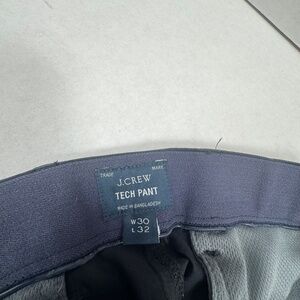 TRADE MARK
J.CREW
TECH PANT
MADE IN BANGLADESH
W30
L32